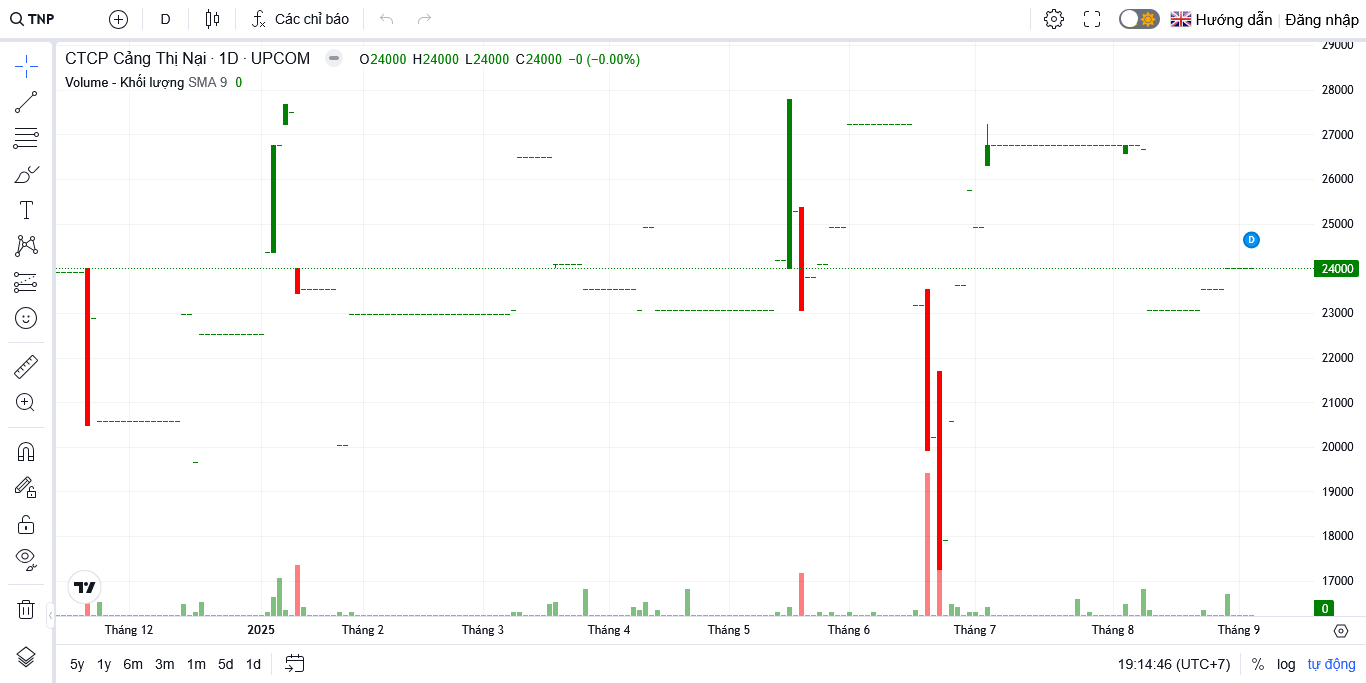 TNP D Các chỉ báo Hướng dẫn Đăng nhập
CTCP Cảng Thị Nại · 1D · UPCOM O24000 H24000 L24000 C24000 −0 (−0.00%)
Volume - Khối lượng SMA 9 0
29000
28000
27000
26000
25000
D
24000
23000
22000
21000
20000
19000
18000
17000
0
Tháng 12 2025 Tháng 2 Tháng 3 Tháng 4 Tháng 5 Tháng 6 Tháng 7 Tháng 8 Tháng 9
5y 1y 6m 3m 1m 5d 1d 19:14:46 (UTC+7) % log tự động